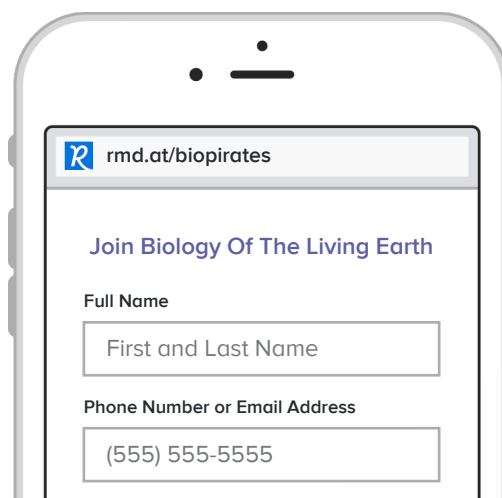 rmd.at/biopirates
Join Biology Of The Living Earth
Full Name
First and Last Name
Phone Number or Email Address
(555) 555-5555